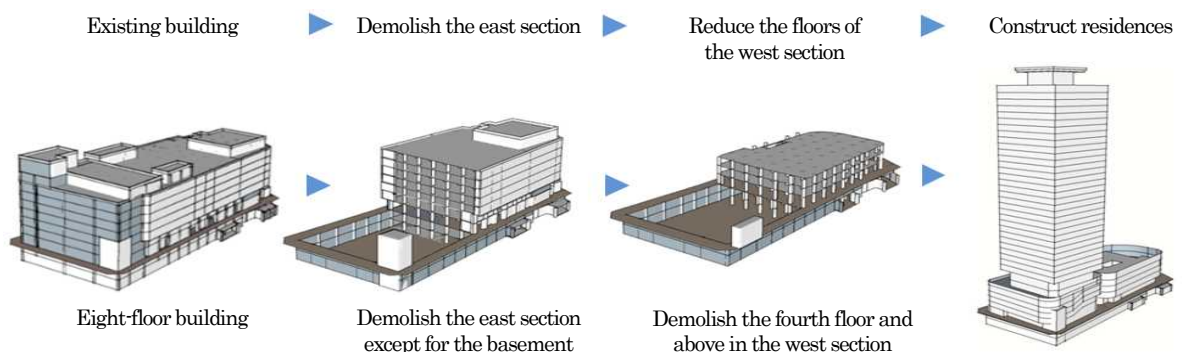 Existing building
Demolish the east section
Reduce the floors of
the west section
Construct residences
Eight-floor building
Demolish the east section
except for the basement
Demolish the fourth floor and
above in the west section